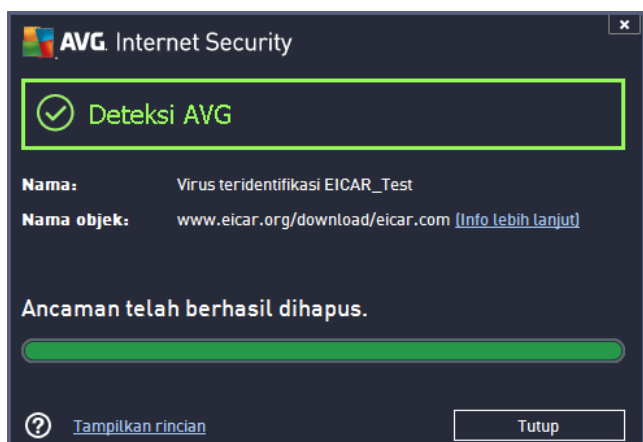 AVG. Internet Security
Deteksi AVG
Nama: Virus teridentifikasi EICAR_Test
Nama objek: www.eicar.org/download/eicar.com (Info lebih lanjut)
Ancaman telah berhasil dihapus.
Tampilkan rincian
Tutup